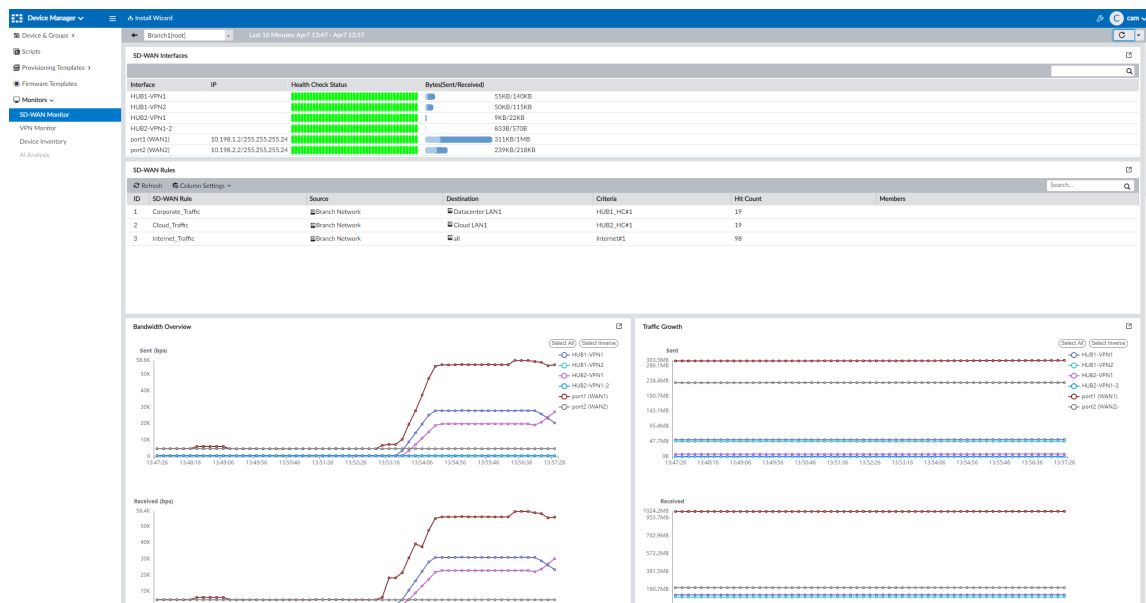 Device Manager Install Wizard C cam
Device & Groups Branch1[root] Last 10 Minutes: Apr7 13:47 - Apr7 13:57
Scripts
Provisioning Templates
Firmware Templates
Monitors
SD-WAN Monitor
VPN Monitor
Device Inventory
AI Analysis
SD-WAN Interfaces
Interface IP Health Check Status Bytes(Sent/Received)
HUB1-VPN1 55KB/140KB
HUB1-VPN2 50KB/115KB
HUB2-VPN1 9KB/22KB
HUB2-VPN1-2 833B/570B
port1 (WAN1) 10.198.1.2/255.255.255.24 311KB/1MB
port2 (WAN2) 10.198.2.2/255.255.255.24 239KB/218KB
SD-WAN Rules
Refresh Column Settings Search...
ID SD-WAN Rule Source Destination Criteria Hit Count Members
1 Corporate_Traffic Branch Network Datacenter LAN1 HUB1_HC#1 19
2 Cloud_Traffic Branch Network Cloud LAN1 HUB2_HC#1 19
3 Internet_Traffic Branch Network all Internet#1 98
Bandwidth Overview
Select All Select Inverse
Sent (bps)
58.6K
50K
40K
30K
20K
10K
0
13:47:26 13:48:16 13:49:06 13:49:56 13:50:46 13:51:36 13:52:26 13:53:16 13:54:06 13:54:56 13:55:46 13:56:36 13:57:26
HUB1-VPN1
HUB1-VPN2
HUB2-VPN1
HUB2-VPN1-2
port1 (WAN1)
port2 (WAN2)
Received (bps)
59.4K
50K
40K
30K
20K
10K
Traffic Growth
Select All Select Inverse
Sent
303.5MB
286.1MB
238.4MB
190.7MB
143.1MB
95.4MB
47.7MB
0B
13:47:26 13:48:16 13:49:06 13:49:56 13:50:46 13:51:36 13:52:26 13:53:16 13:54:06 13:54:56 13:55:46 13:56:36 13:57:26
HUB1-VPN1
HUB1-VPN2
HUB2-VPN1
HUB2-VPN1-2
port1 (WAN1)
port2 (WAN2)
Received
1024.2MB
953.7MB
762.9MB
572.2MB
381.5MB
190.7MB